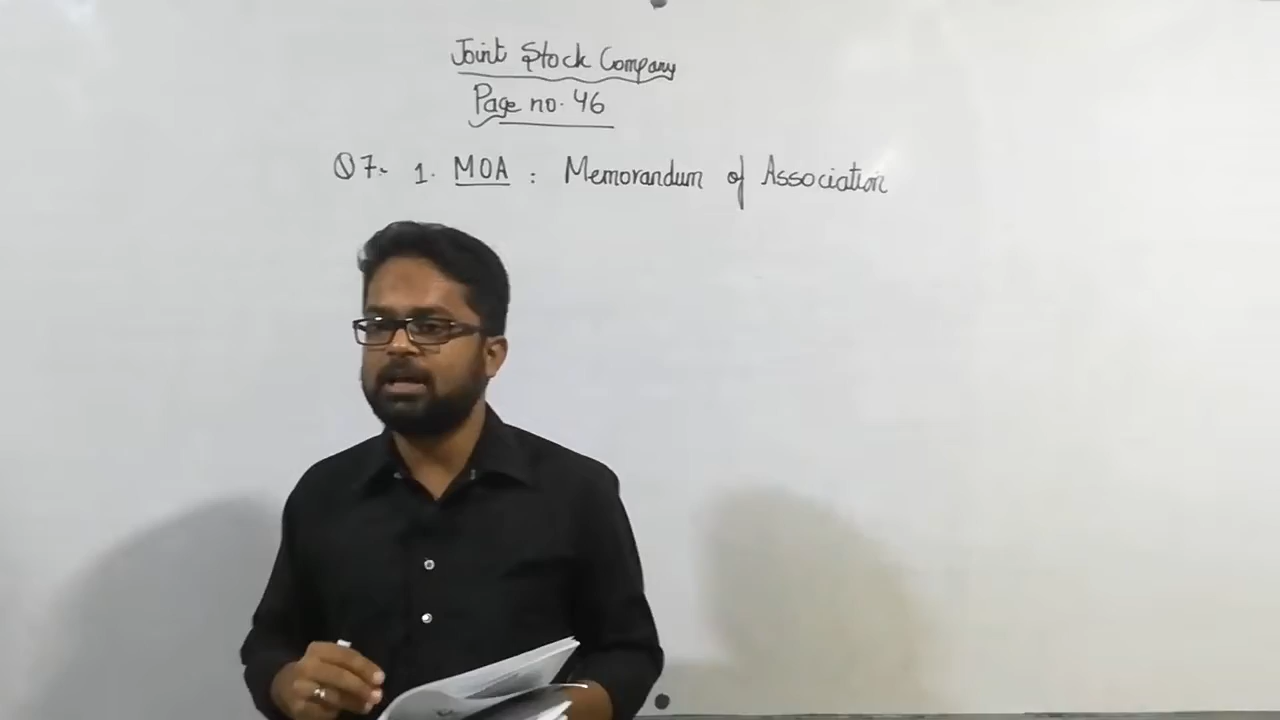 Joint Stock Company
Page no. 46
Q7. 1. MOA : Memorandum of Association